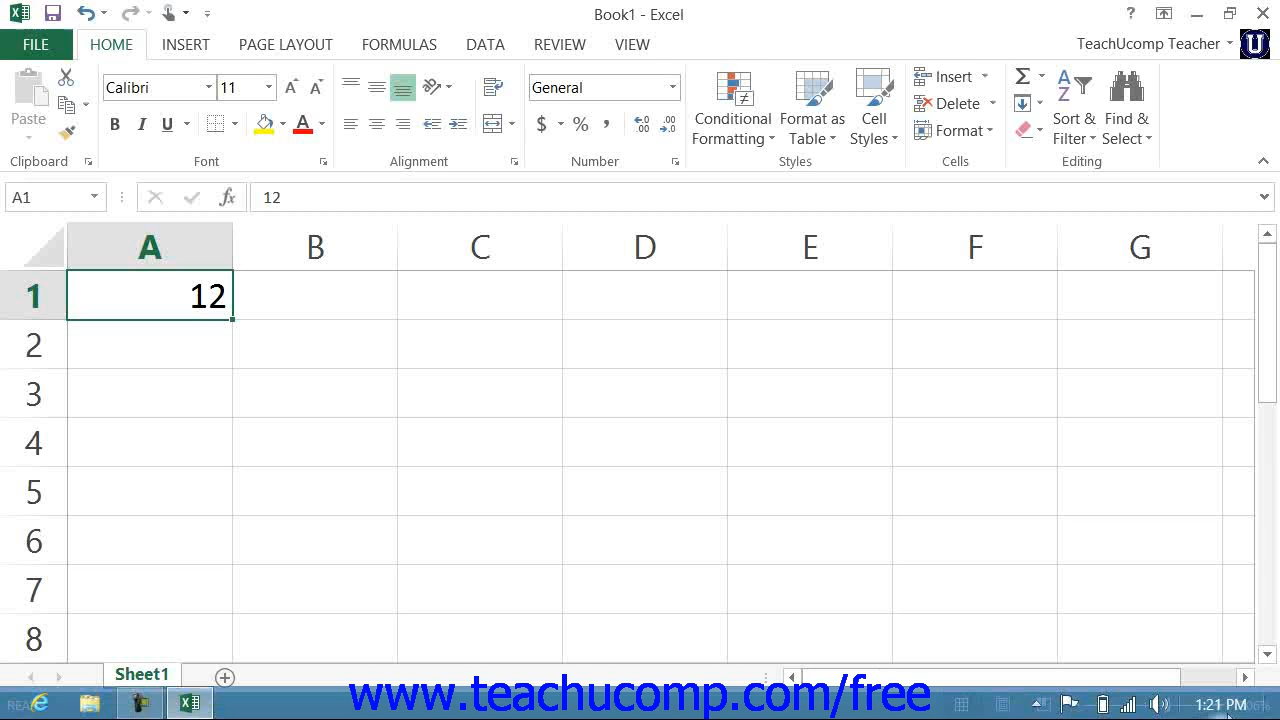 Book1 - Excel
?
FILE HOME INSERT PAGE LAYOUT FORMULAS DATA REVIEW VIEW TeachUcomp Teacher U
Paste
Calibri 11 A A
B I U A
General
$ % , .00 .0
Conditional Formatting
Format as Table
Cell Styles
Insert
Delete
Format
Σ
A Z
Sort & Filter
Find & Select
Clipboard Font Alignment Number Styles Cells Editing
A1 fx 12
A B C D E F G
1 12
2
3
4
5
6
7
8
Sheet1
www.teachucomp.com/free
1:21 PM